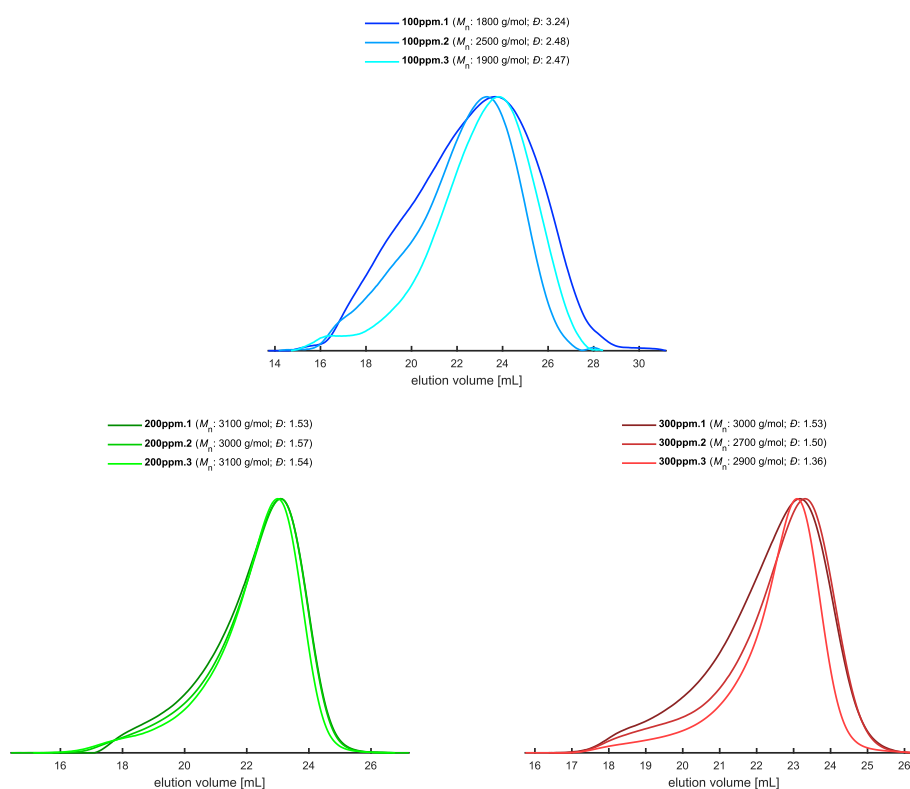 100ppm.1 (Mn: 1800 g/mol; Đ: 3.24)
100ppm.2 (Mn: 2500 g/mol; Đ: 2.48)
100ppm.3 (Mn: 1900 g/mol; Đ: 2.47)
14 16 18 20 22 24 26 28 30
elution volume [mL]
200ppm.1 (Mn: 3100 g/mol; Đ: 1.53)
200ppm.2 (Mn: 3000 g/mol; Đ: 1.57)
200ppm.3 (Mn: 3100 g/mol; Đ: 1.54)
16 18 20 22 24 26
elution volume [mL]
300ppm.1 (Mn: 3000 g/mol; Đ: 1.53)
300ppm.2 (Mn: 2700 g/mol; Đ: 1.50)
300ppm.3 (Mn: 2900 g/mol; Đ: 1.36)
16 17 18 19 20 21 22 23 24 25 26
elution volume [mL]